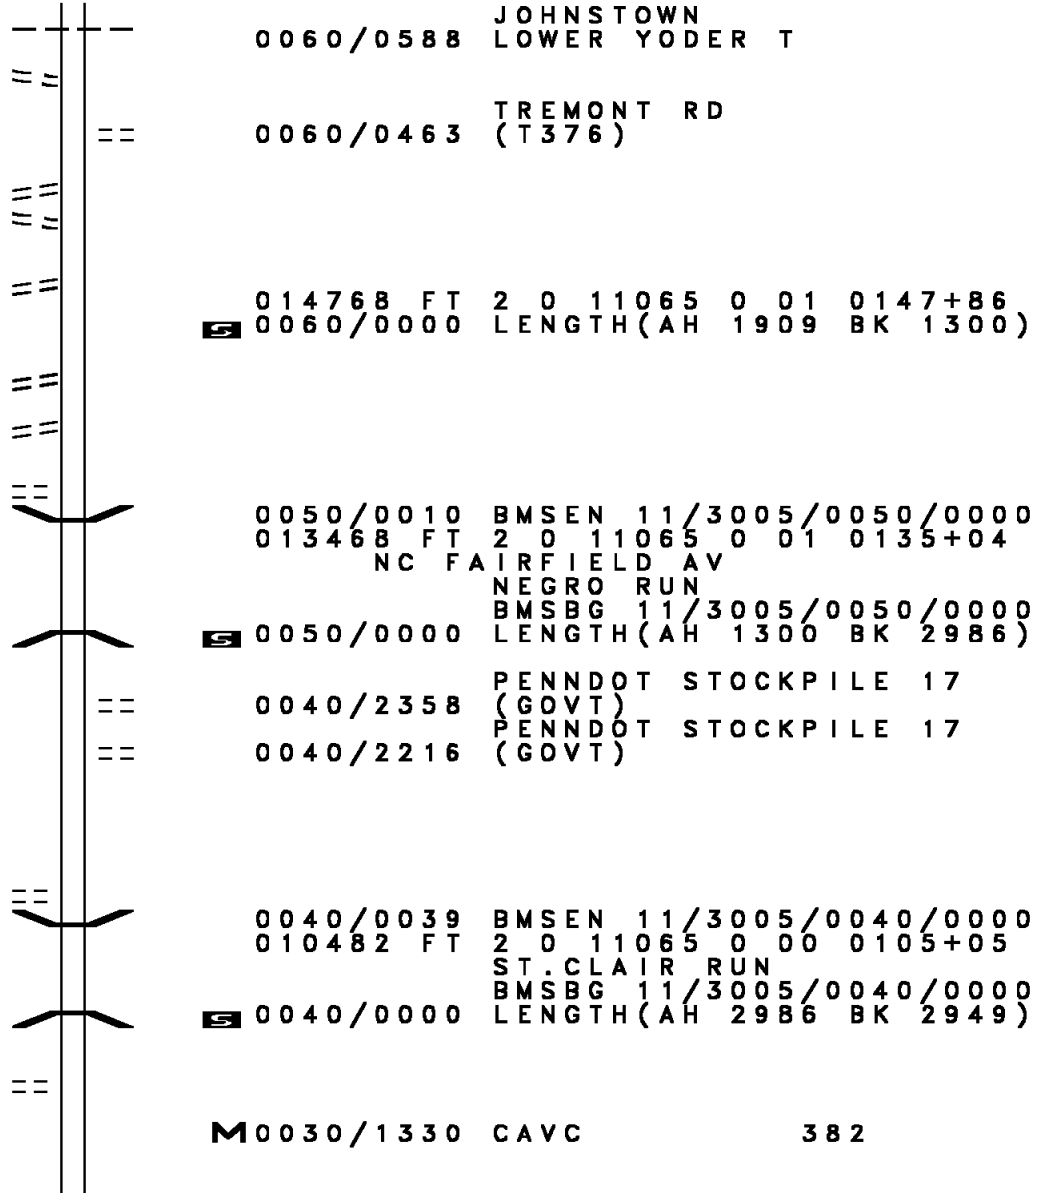 JOHNSTOWN
0060/0588 LOWER YODER T
TREMONT RD
0060/0463 (T376)
014768 FT 2 0 11065 0 01 0147+86
S 0060/0000 LENGTH(AH 1909 BK 1300)
0050/0010 BMSEN 11/3005/0050/0000
013468 FT 2 0 11065 0 01 0135+04
NC FAIRFIELD AV
NEGRO RUN
BMSBG 11/3005/0050/0000
S 0050/0000 LENGTH(AH 1300 BK 2986)
PENNDOT STOCKPILE 17
0040/2358 (GOVT)
PENNDOT STOCKPILE 17
0040/2216 (GOVT)
0040/0039 BMSEN 11/3005/0040/0000
010482 FT 2 0 11065 0 00 0105+05
ST.CLAIR RUN
BMSBG 11/3005/0040/0000
S 0040/0000 LENGTH(AH 2986 BK 2949)
M 0030/1330 CAVC 382